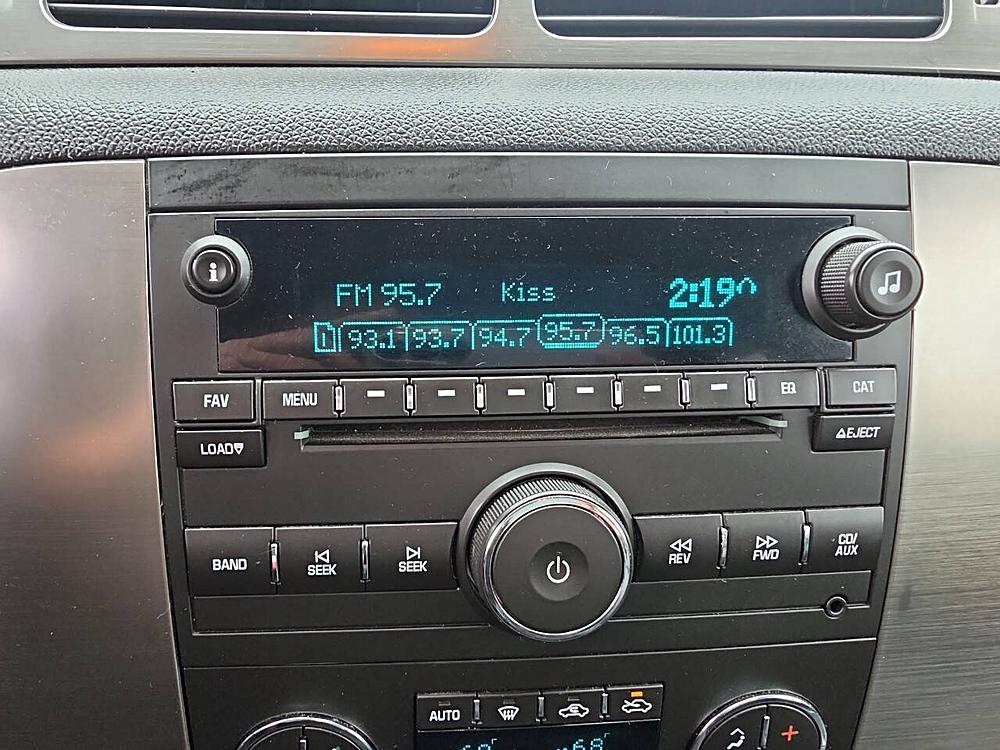 i
FM 95.7 Kiss 2:19
1 93.1 93.7 94.7 95.7 96.5 101.3
FAV MENU EQ CAT
LOAD EJECT
BAND SEEK SEEK REV FWD CD/
AUX
AUTO
68